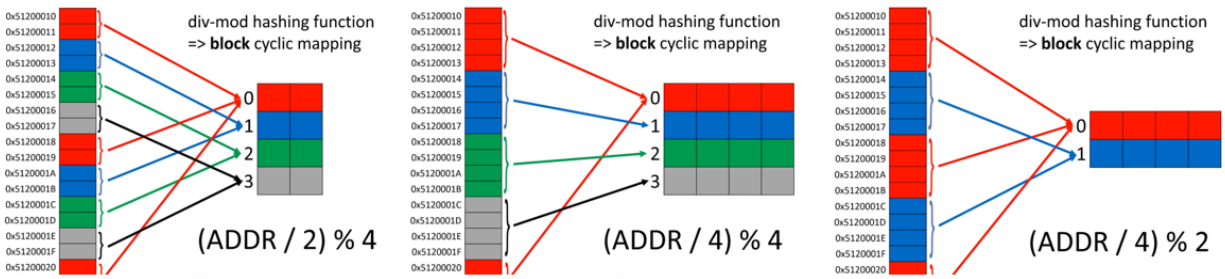 0x51200010
0x51200011
0x51200012
0x51200013
0x51200014
0x51200015
0x51200016
0x51200017
0x51200018
0x51200019
0x5120001A
0x5120001B
0x5120001C
0x5120001D
0x5120001E
0x5120001F
0x51200020
div-mod hashing function
=> block cyclic mapping
0
1
2
3
(ADDR / 2) % 4
0x51200010
0x51200011
0x51200012
0x51200013
0x51200014
0x51200015
0x51200016
0x51200017
0x51200018
0x51200019
0x5120001A
0x5120001B
0x5120001C
0x5120001D
0x5120001E
0x5120001F
0x51200020
div-mod hashing function
=> block cyclic mapping
0
1
2
3
(ADDR / 4) % 4
0x51200010
0x51200011
0x51200012
0x51200013
0x51200014
0x51200015
0x51200016
0x51200017
0x51200018
0x51200019
0x5120001A
0x5120001B
0x5120001C
0x5120001D
0x5120001E
0x5120001F
0x51200020
div-mod hashing function
=> block cyclic mapping
0
1
(ADDR / 4) % 2